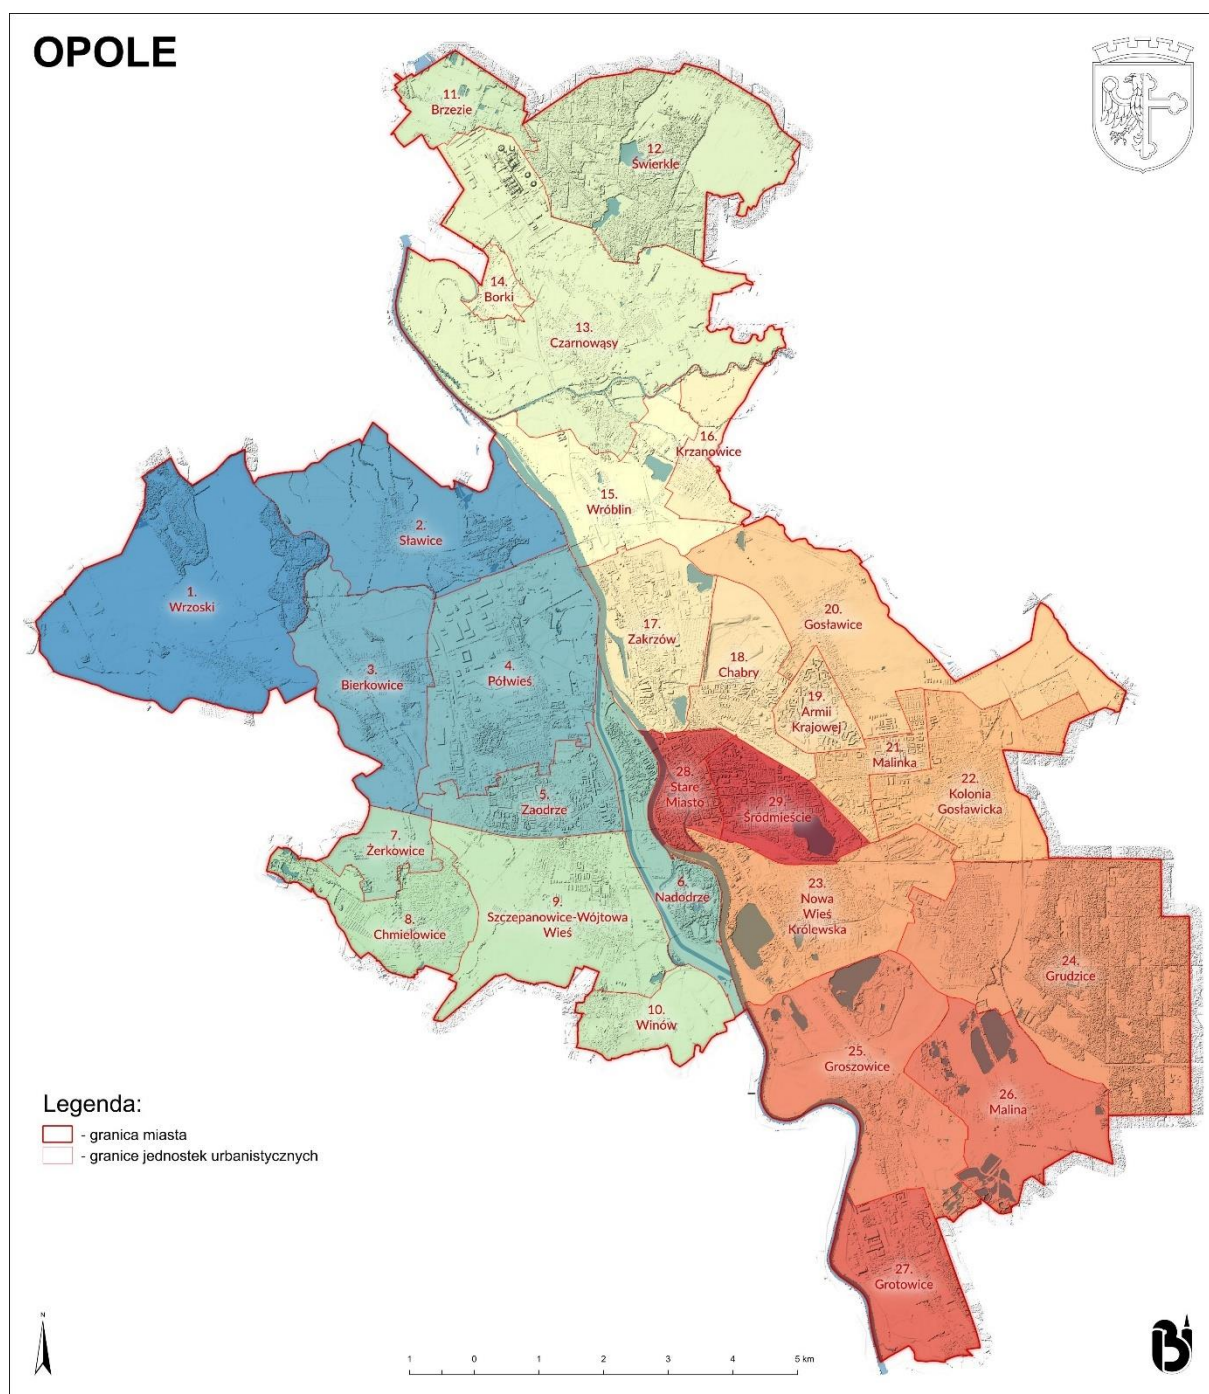 OPOLE
11.
Brzezie
12.
Świerkle
14.
Borki
13.
Czarnowąsy
16.
Krzanowice
15.
Wróblin
2.
Sławice
1.
Wrzoski
20.
Gosławice
17.
Zakrzów
18.
Chabry
3.
Bierkowice
4.
Półwieś
19.
Armii
Krajowej
21.
Malinka
22.
Kolonia
Gosławicka
28.
Stare
Miasto
29.
Śródmieście
5.
Zaodrze
7.
Żerkowice
6.
Nadodrze
23.
Nowa
Wieś
Królewska
9.
Szczepanowice-Wójtowa
Wieś
8.
Chmielowice
24.
Grudzice
10.
Winów
25.
Groszowice
26.
Malina
27.
Grotowice
Legenda:
- granica miasta
- granice jednostek urbanistycznych
N
1 0 1 2 3 4 5 km